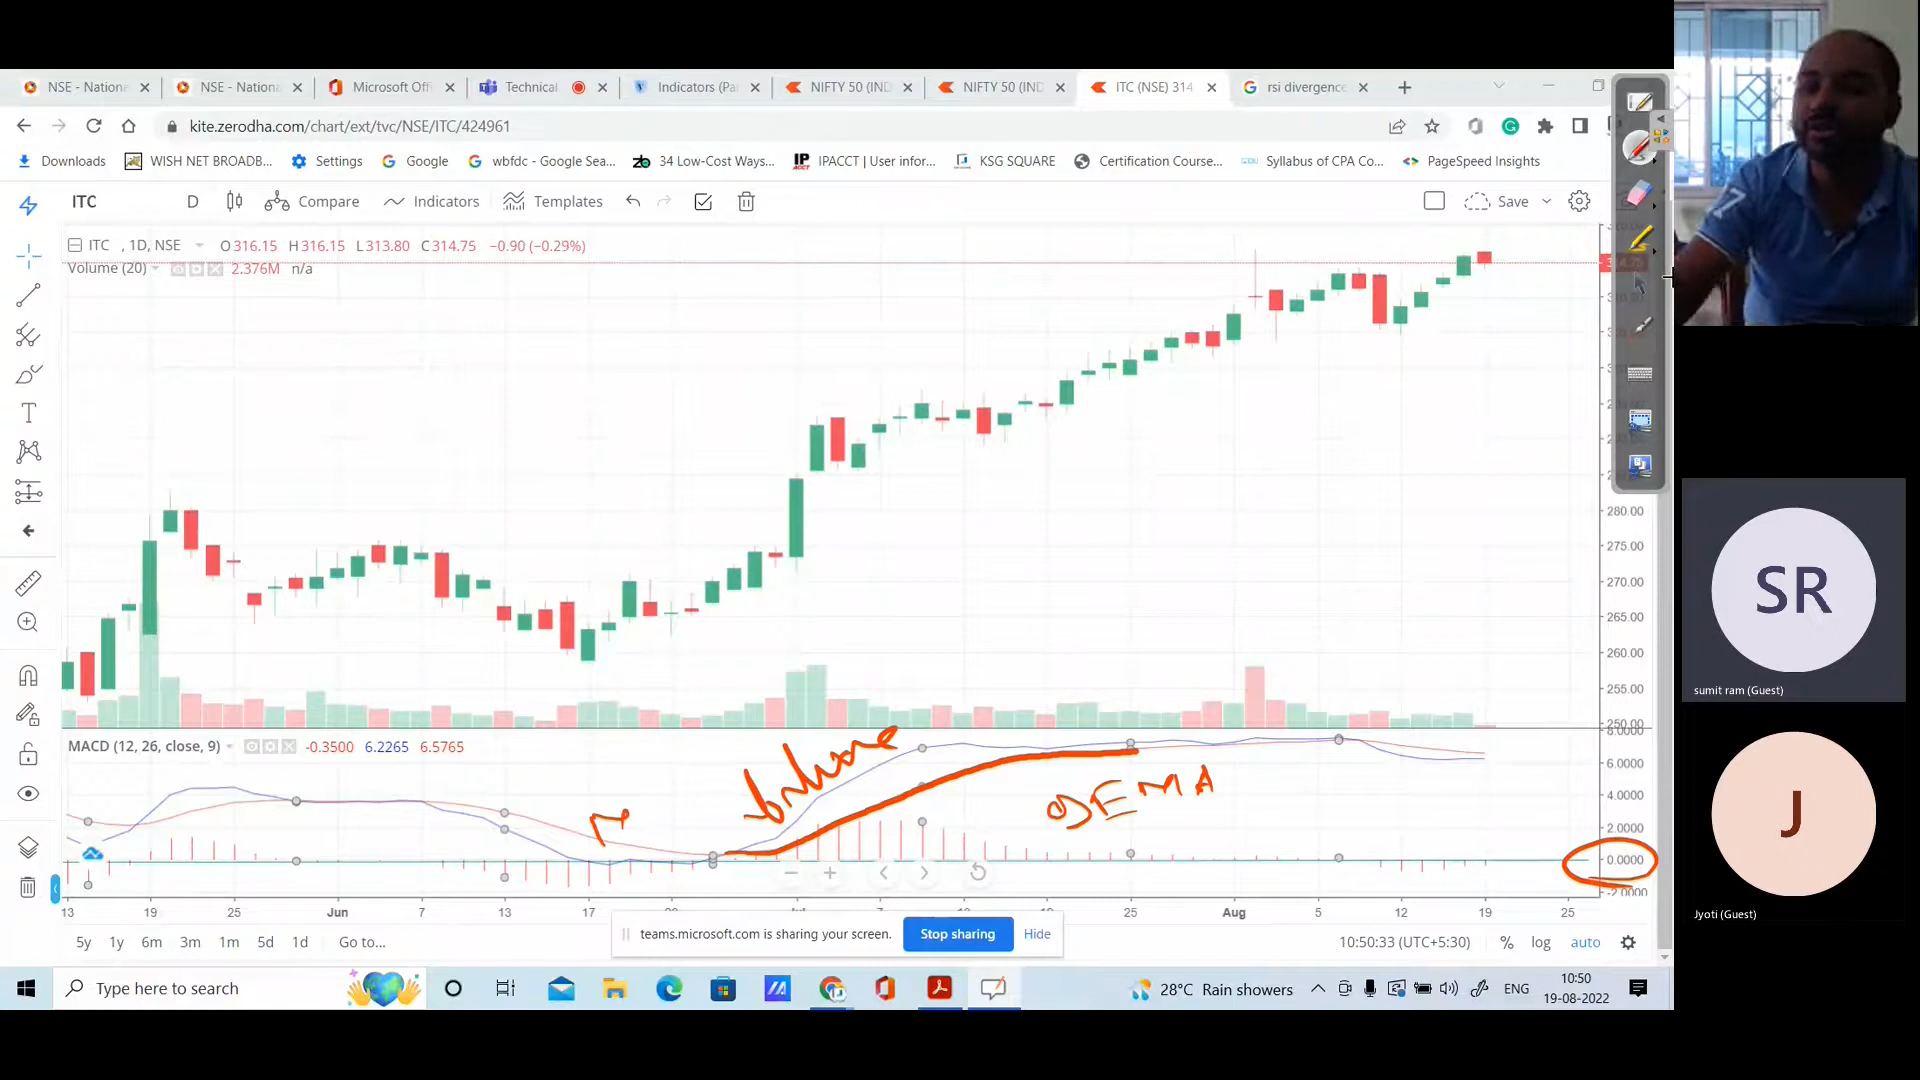 NSE - Nationa
NSE - Nationa
Microsoft Offi
Technical
Indicators (Pa
NIFTY 50 (IND
NIFTY 50 (IND
ITC (NSE) 314
rsi divergence
kite.zerodha.com/chart/ext/tvc/NSE/ITC/424961
Downloads
WISH NET BROADB...
Settings
Google
wbfdc - Google Sea...
34 Low-Cost Ways...
IPACCT | User infor...
KSG SQUARE
Certification Course...
Syllabus of CPA Co...
PageSpeed Insights
ITC
D
Compare
Indicators
Templates
Save
ITC , 1D, NSE O316.15 H316.15 L313.80 C314.75 −0.90 (−0.29%)
Volume (20) 2.376M n/a
280.00
275.00
270.00
265.00
260.00
255.00
250.00
MACD (12, 26, close, 9) -0.3500 6.2265 6.5765
8.0000
6.0000
4.0000
2.0000
0.0000
-2.0000
9EMA
13 19 25 Jun 7 13 17 25 Aug 5 12 19 25
teams.microsoft.com is sharing your screen.
Stop sharing
Hide
5y 1y 6m 3m 1m 5d 1d Go to...
10:50:33 (UTC+5:30) % log auto
Type here to search
28°C Rain showers
ENG
10:50
19-08-2022
SR
sumit ram (Guest)
J
Jyoti (Guest)